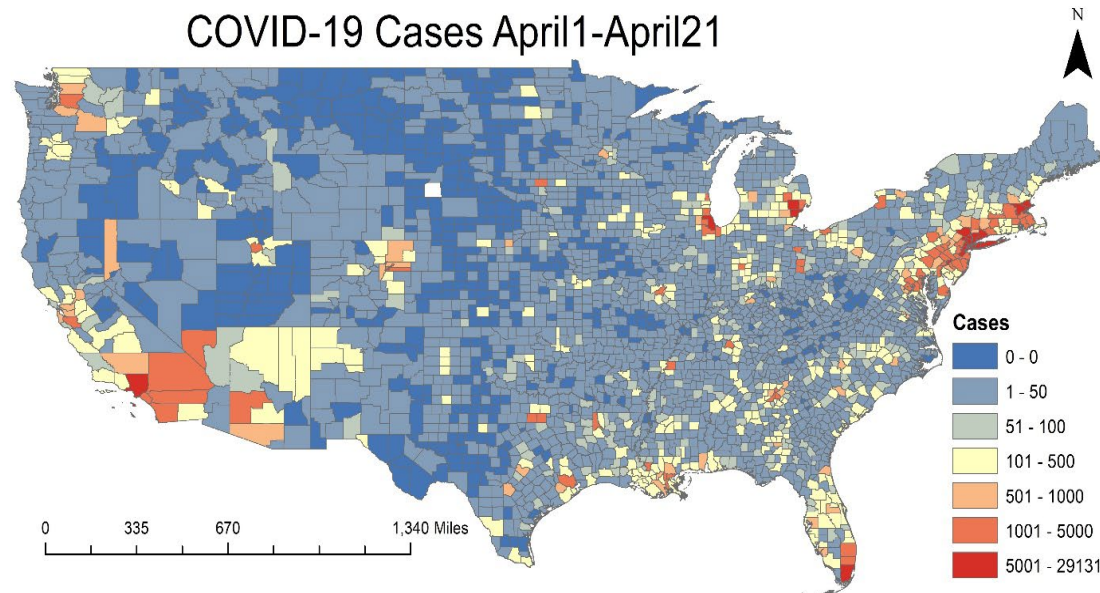 COVID-19 Cases April1-April21
N
Cases
0 - 0
1 - 50
51 - 100
101 - 500
501 - 1000
1001 - 5000
5001 - 29131
0 335 670 1,340 Miles